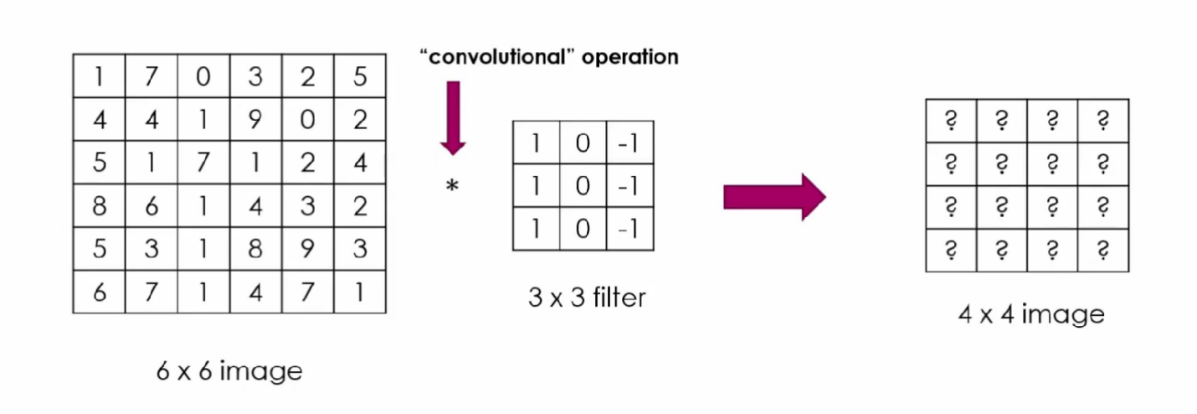 “convolutional” operation
1 7 0 3 2 5
4 4 1 9 0 2
5 1 7 1 2 4
8 6 1 4 3 2
5 3 1 8 9 3
6 7 1 4 7 1
6 x 6 image
*
1 0 -1
1 0 -1
1 0 -1
3 x 3 filter
? ? ? ?
? ? ? ?
? ? ? ?
? ? ? ?
4 x 4 image